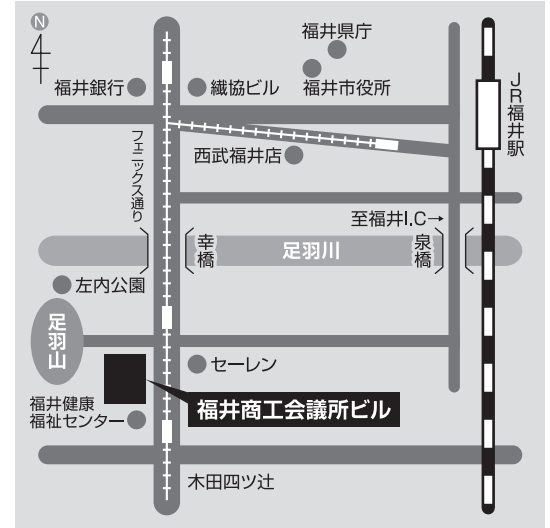 N
福井県庁
福井銀行
繊協ビル
福井市役所
JR福井駅
フェニックス通り
西武福井店
至福井I.C→
幸橋
足羽川
泉橋
左内公園
足羽山
セーレン
福井健康
福祉センター
福井商工会議所ビル
木田四ツ辻